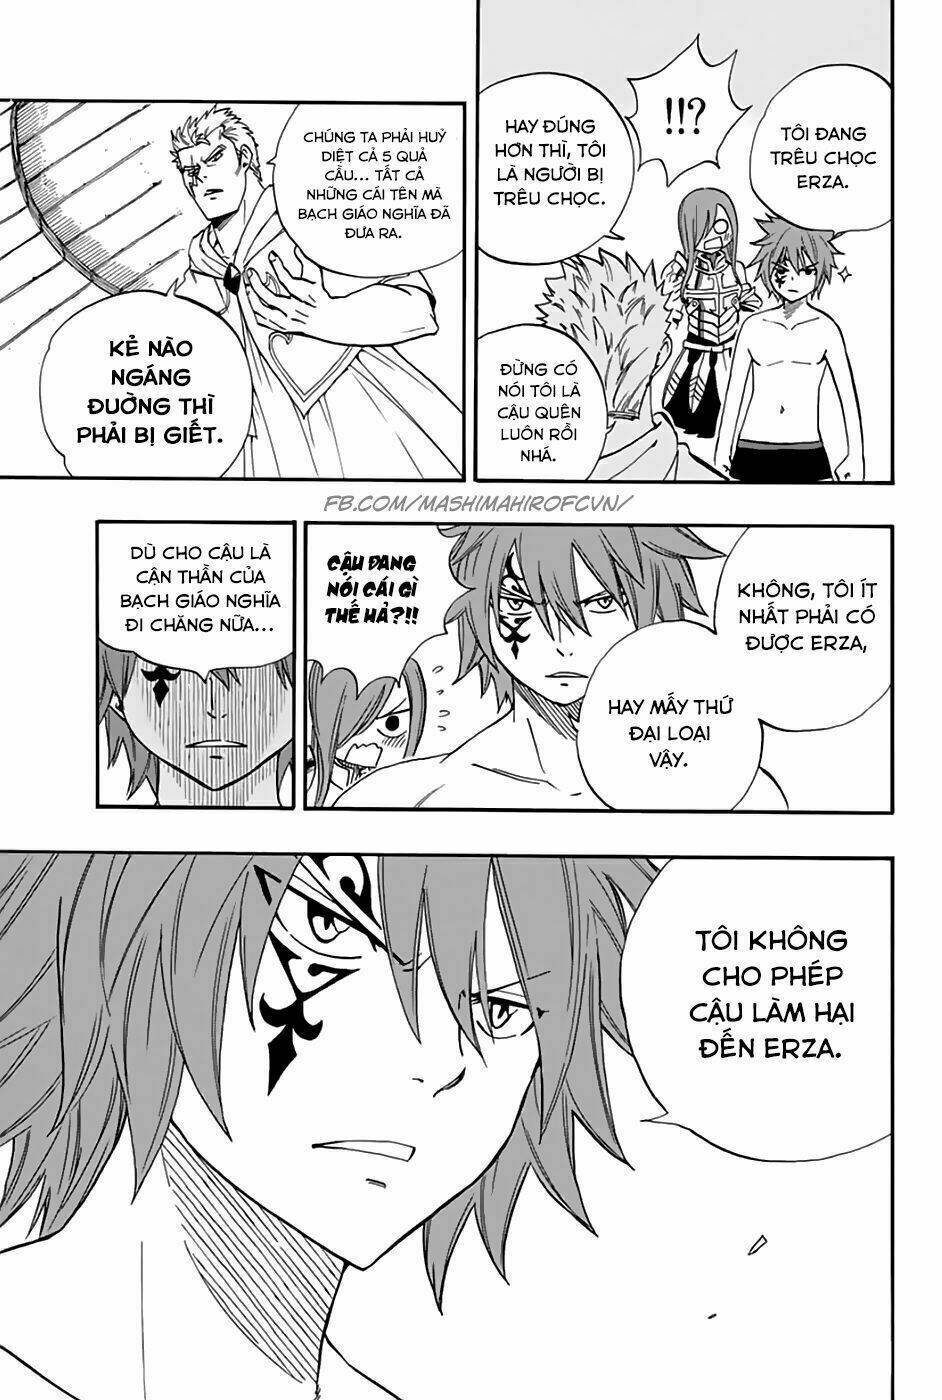 TÔI ĐANG
TRÊU CHỌC
ERZA.
!!?
HAY ĐÚNG
HƠN THÌ, TÔI
LÀ NGƯỜI BỊ
TRÊU CHỌC.
ĐỪNG CÓ
NÓI TÔI LÀ
CẬU QUÊN
LUÔN RỒI
NHÁ.
CHÚNG TA PHẢI HUỶ
DIỆT CẢ 5 QUẢ
CẦU... TẤT CẢ
NHỮNG CÁI TÊN MÀ
BẠCH GIÁO NGHĨA ĐÃ
ĐƯA RA.
KẺ NÀO
NGÁNG
ĐƯỜNG THÌ
PHẢI BỊ GIẾT.
FB.COM/MASHIMAHIROFCVN/
KHÔNG, TÔI ÍT
NHẤT PHẢI CÓ
ĐƯỢC ERZA,
HAY MẤY THỨ
ĐẠI LOẠI
VẬY.
CẬU ĐANG
NÓI CÁI GÌ
THẾ HẢ?!!
DÙ CHO CẬU LÀ
CẬN THẦN CỦA
BẠCH GIÁO NGHĨA
ĐI CHĂNG NỮA...
TÔI KHÔNG
CHO PHÉP
CẬU LÀM HẠI
ĐẾN ERZA.